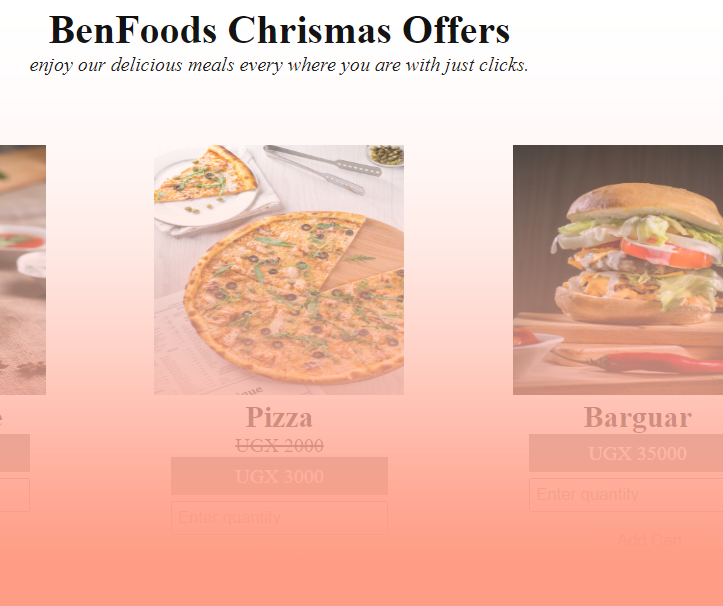 BenFoods Chrismas Offers
enjoy our delicious meals every where you are with just clicks.
e
Pizza
UGX 2000
UGX 3000
Enter quantity
Barguar
UGX 35000
Enter quantity
Add Cert